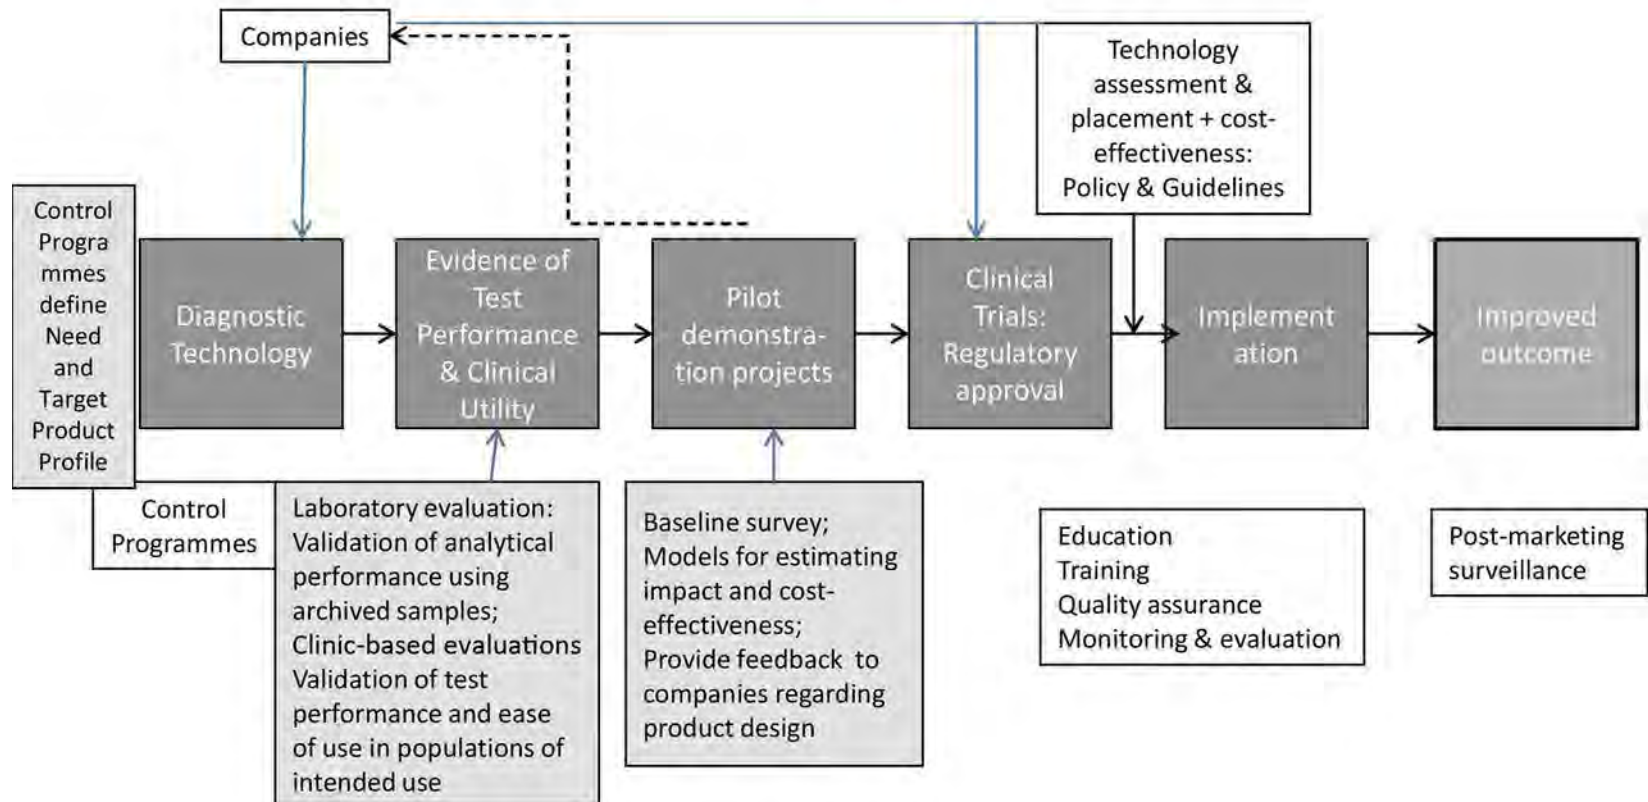 Companies
Technology
assessment &
placement + cost-
effectiveness:
Policy & Guidelines
Control
Progra
mmes
define
Need
and
Target
Product
Profile
Diagnostic
Technology
Evidence of
Test
Performance
& Clinical
Utility
Pilot
demonstra-
tion projects
Clinical
Trials:
Regulatory
approval
Implement
ation
Improved
outcome
Control
Programmes
Laboratory evaluation:
Validation of analytical
performance using
archived samples;
Clinic-based evaluations
Validation of test
performance and ease
of use in populations of
intended use
Baseline survey;
Models for estimating
impact and cost-
effectiveness;
Provide feedback to
companies regarding
product design
Education
Training
Quality assurance
Monitoring & evaluation
Post-marketing
surveillance